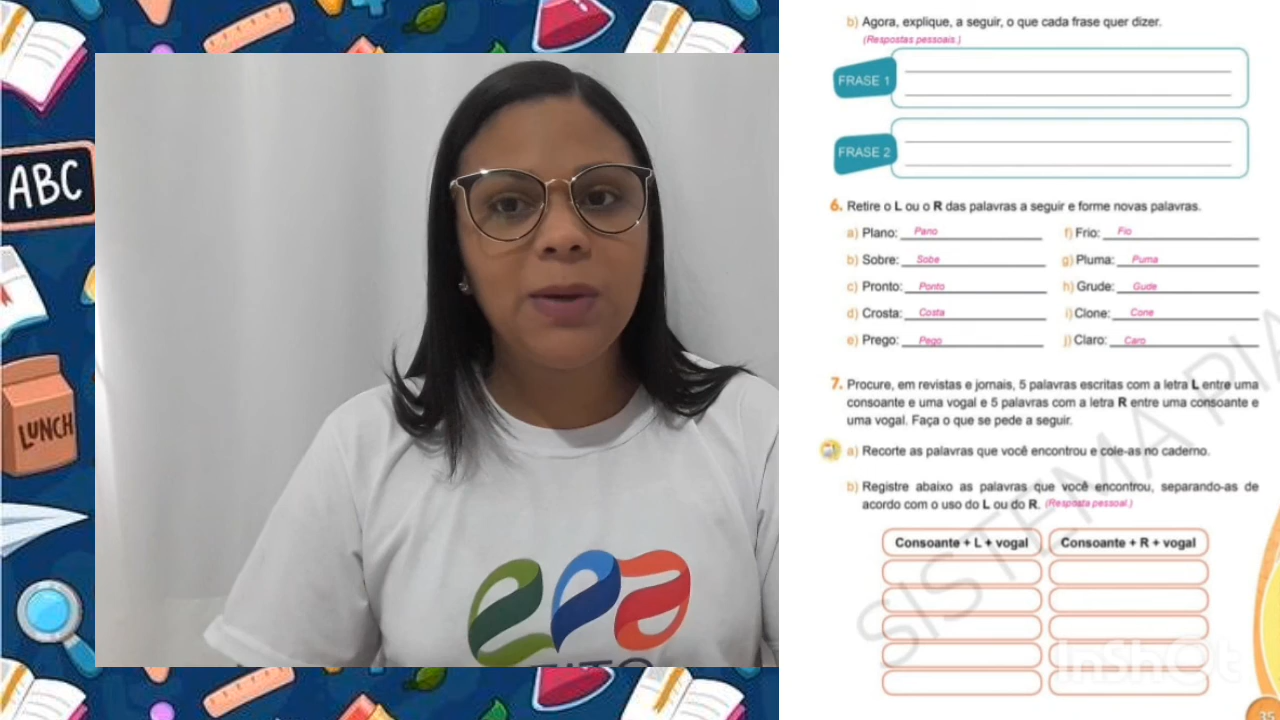 ABC
LUNCH
b) Agora, explique, a seguir, o que cada frase quer dizer.
(Respostas pessoais.)
FRASE 1
FRASE 2
6. Retire o L ou o R das palavras a seguir e forme novas palavras.
a) Plano: Pano
b) Sobre: Sobe
c) Pronto: Ponto
d) Crosta: Costa
e) Prego: Pego
f) Frio: Fio
g) Pluma: Puma
h) Grude: Gude
i) Clone: Cone
j) Claro: Caro
7. Procure, em revistas e jornais, 5 palavras escritas com a letra L entre uma
consoante e uma vogal e 5 palavras com a letra R entre uma consoante e
uma vogal. Faça o que se pede a seguir.
a) Recorte as palavras que você encontrou e cole-as no caderno.
b) Registre abaixo as palavras que você encontrou, separando-as de
acordo com o uso do L ou do R. (Resposta pessoal.)
Consoante + L + vogal
Consoante + R + vogal
SISTEMA
InShOt